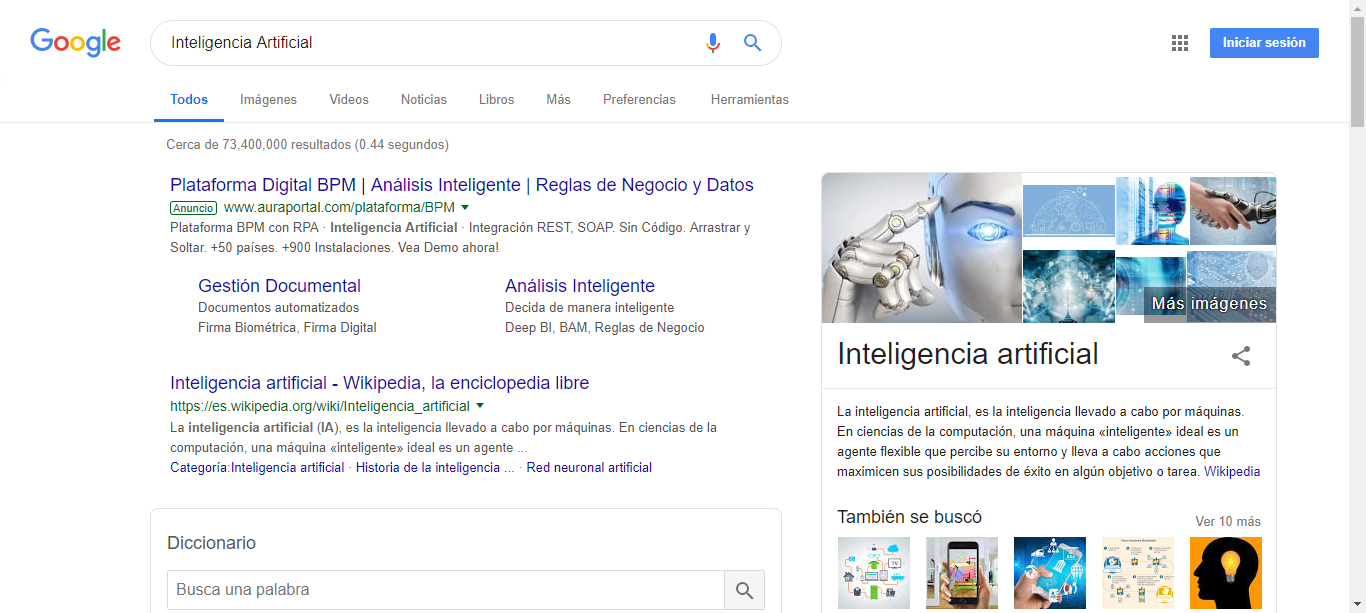 Google
Inteligencia Artificial
Iniciar sesión
Todos
Imágenes
Videos
Noticias
Libros
Más
Preferencias
Herramientas
Cerca de 73,400,000 resultados (0.44 segundos)
Plataforma Digital BPM | Análisis Inteligente | Reglas de Negocio y Datos
Anuncio www.auraportal.com/plataforma/BPM
Plataforma BPM con RPA · Inteligencia Artificial · Integración REST, SOAP. Sin Código. Arrastrar y
Soltar. +50 países. +900 Instalaciones. Vea Demo ahora!
Gestión Documental
Documentos automatizados
Firma Biométrica, Firma Digital
Análisis Inteligente
Decida de manera inteligente
Deep BI, BAM, Reglas de Negocio
Inteligencia artificial - Wikipedia, la enciclopedia libre
https://es.wikipedia.org/wiki/Inteligencia_artificial
La inteligencia artificial (IA), es la inteligencia llevado a cabo por máquinas. En ciencias de la
computación, una máquina «inteligente» ideal es un agente ...
Categoría:Inteligencia artificial · Historia de la inteligencia ... · Red neuronal artificial
Diccionario
Busca una palabra
Más imágenes
Inteligencia artificial
La inteligencia artificial, es la inteligencia llevado a cabo por máquinas.
En ciencias de la computación, una máquina «inteligente» ideal es un
agente flexible que percibe su entorno y lleva a cabo acciones que
maximicen sus posibilidades de éxito en algún objetivo o tarea. Wikipedia
También se buscó
Ver 10 más